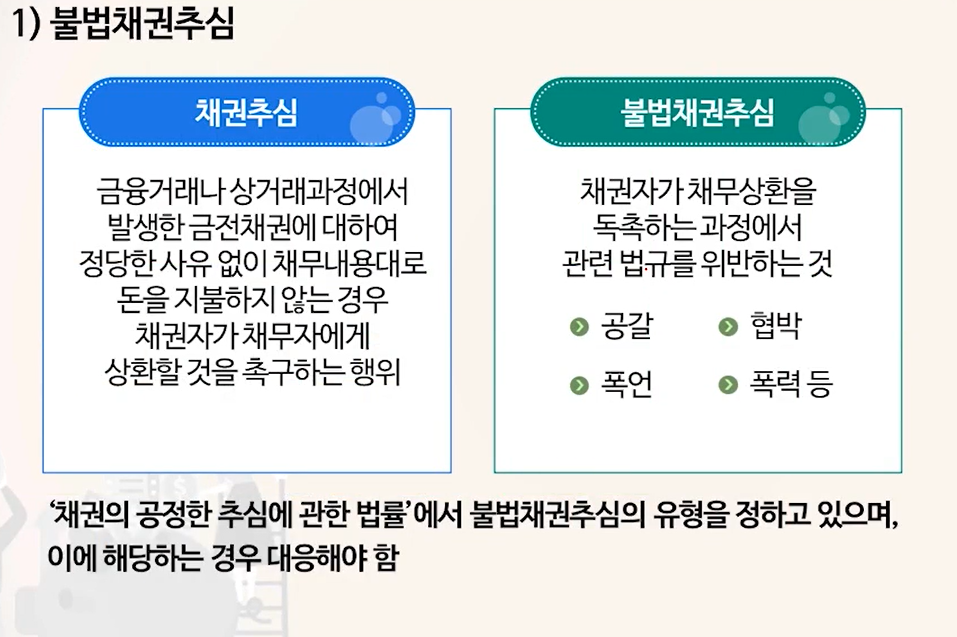 1) 불법채권추심
채권추심
금융거래나 상거래과정에서
발생한 금전채권에 대하여
정당한 사유 없이 채무내용대로
돈을 지불하지 않는 경우
채권자가 채무자에게
상환할 것을 촉구하는 행위
불법채권추심
채권자가 채무상환을
독촉하는 과정에서
관련 법규를 위반하는 것
공갈 협박
폭언 폭력 등
‘채권의 공정한 추심에 관한 법률’에서 불법채권추심의 유형을 정하고 있으며,
이에 해당하는 경우 대응해야 함